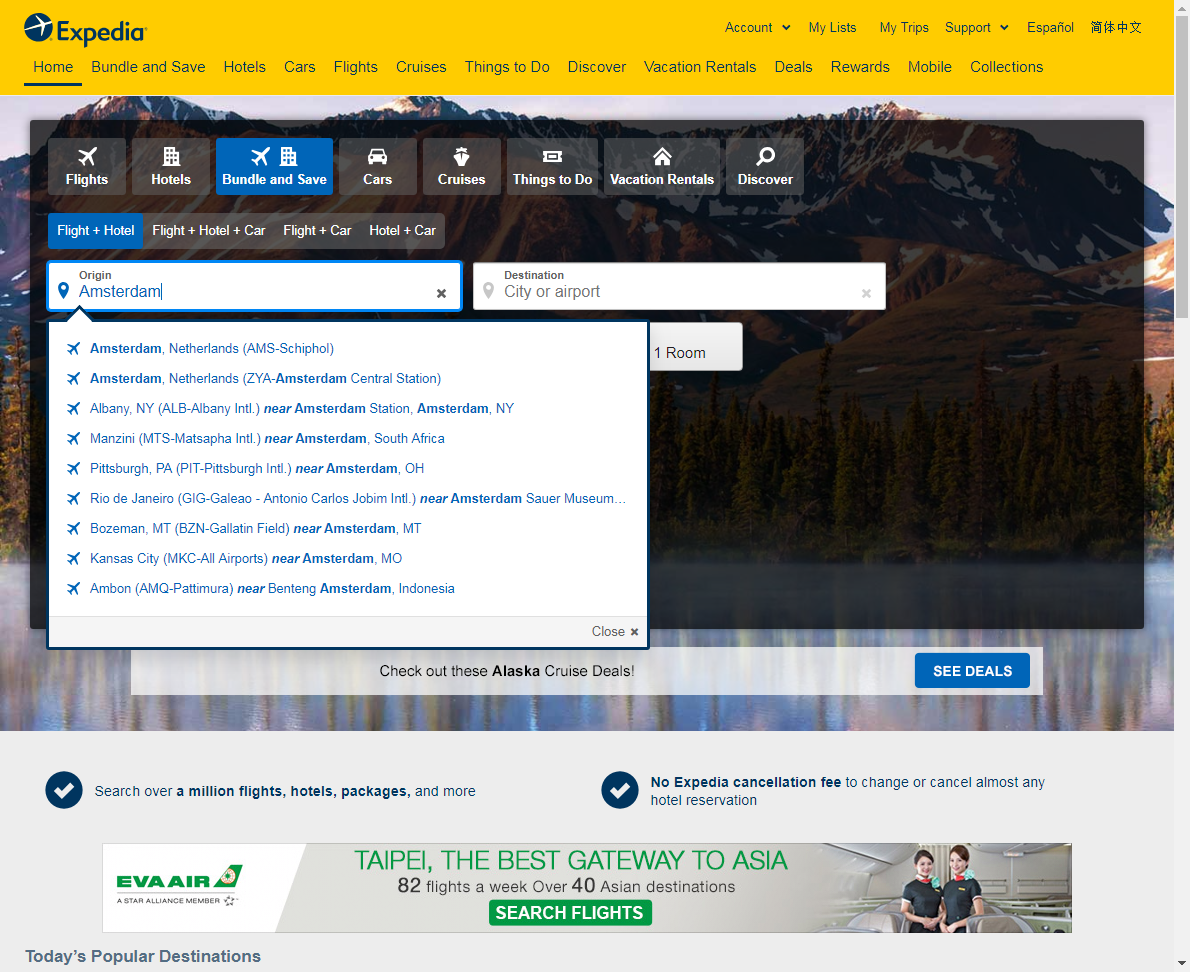 Expedia
Account My Lists My Trips Support Español 简体中文
Home Bundle and Save Hotels Cars Flights Cruises Things to Do Discover Vacation Rentals Deals Rewards Mobile Collections
Flights Hotels Bundle and Save Cars Cruises Things to Do Vacation Rentals Discover
Flight + Hotel Flight + Hotel + Car Flight + Car Hotel + Car
Origin
Amsterdam
Destination
City or airport
1 Room
Amsterdam, Netherlands (AMS-Schiphol)
Amsterdam, Netherlands (ZYA-Amsterdam Central Station)
Albany, NY (ALB-Albany Intl.) near Amsterdam Station, Amsterdam, NY
Manzini (MTS-Matsapha Intl.) near Amsterdam, South Africa
Pittsburgh, PA (PIT-Pittsburgh Intl.) near Amsterdam, OH
Rio de Janeiro (GIG-Galeao - Antonio Carlos Jobim Intl.) near Amsterdam Sauer Museum...
Bozeman, MT (BZN-Gallatin Field) near Amsterdam, MT
Kansas City (MKC-All Airports) near Amsterdam, MO
Ambon (AMQ-Pattimura) near Benteng Amsterdam, Indonesia
Close
Check out these Alaska Cruise Deals!
SEE DEALS
Search over a million flights, hotels, packages, and more
No Expedia cancellation fee to change or cancel almost any
hotel reservation
EVA AIR
A STAR ALLIANCE MEMBER
TAIPEI, THE BEST GATEWAY TO ASIA
82 flights a week Over 40 Asian destinations
SEARCH FLIGHTS
Today's Popular Destinations